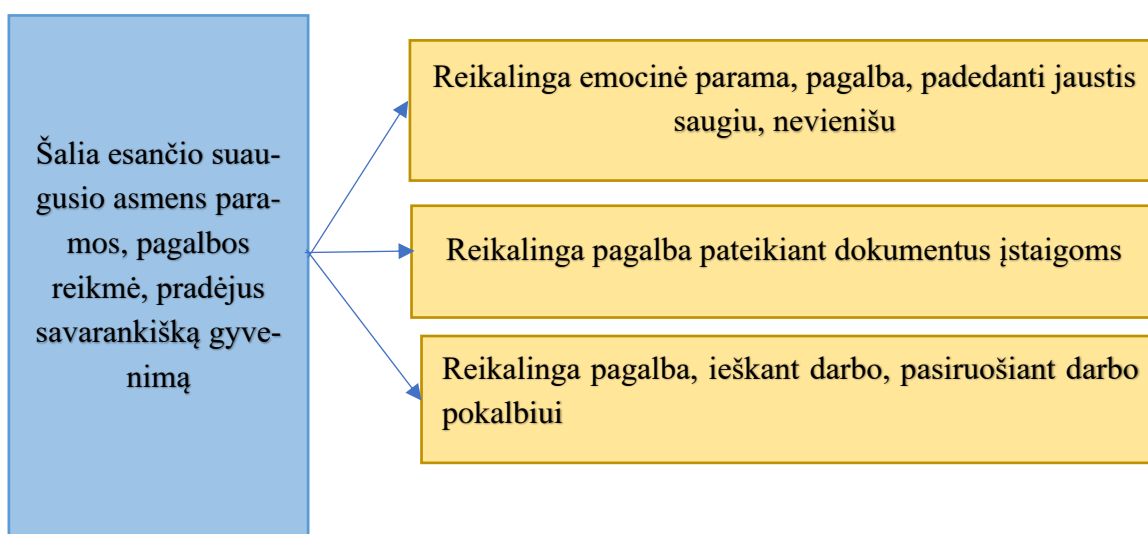 Šalia esančio suau-
gusio asmens para-
mos, pagalbos
reikmė, pradėjus
savarankišką gyve-
nimą
Reikalinga emocinė parama, pagalba, padedanti jaustis
saugiu, nevienišu
Reikalinga pagalba pateikiant dokumentus įstaigoms
Reikalinga pagalba, ieškant darbo, pasiruošiant darbo
pokalbiui